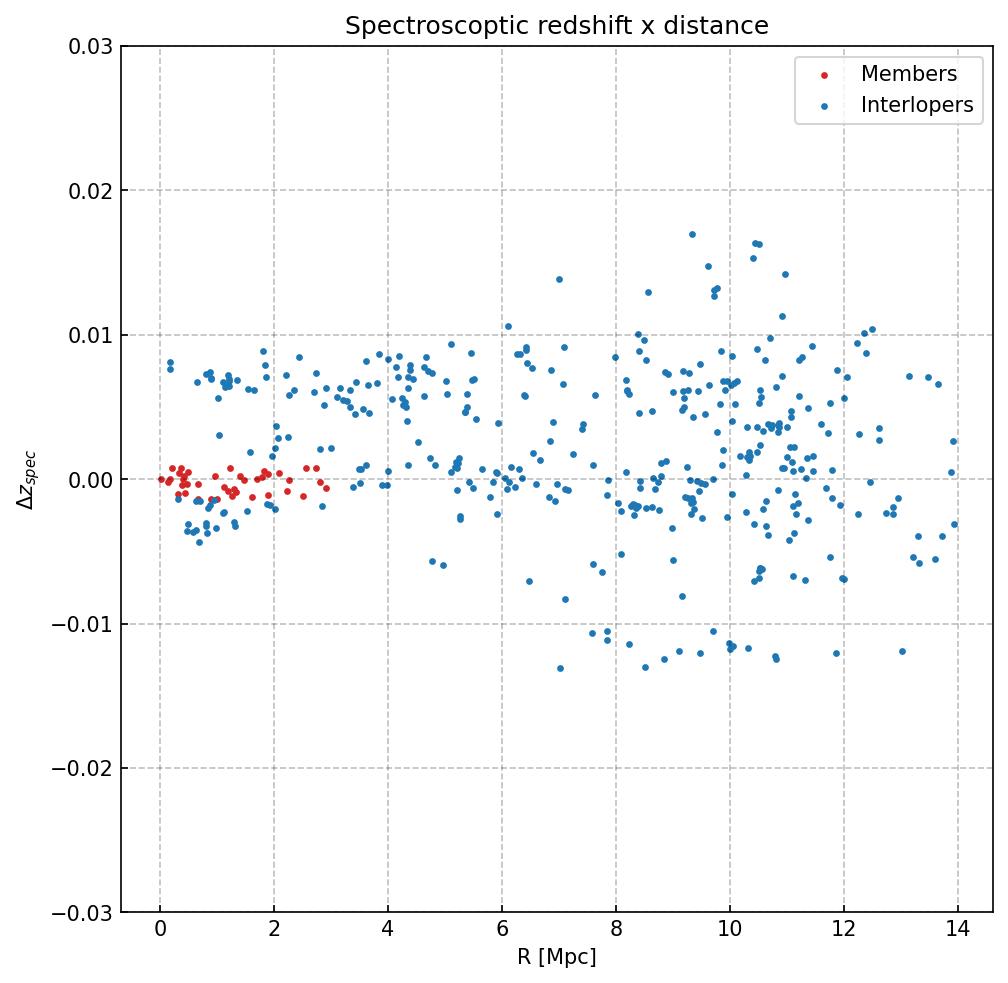 Spectroscoptic redshift x distance
0.03
0.02
0.01
0.00
−0.01
−0.02
−0.03
Δz_spec
Members
Interlopers
0 2 4 6 8 10 12 14
R [Mpc]